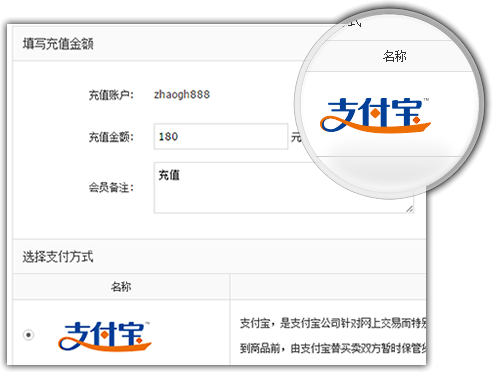 填写充值金额
充值账户： zhaogh888
充值金额： 180 元
会员备注： 充值
选择支付方式
名称
支付宝™
支付宝，是支付宝公司针对网上交易而特别
到商品前，由支付宝替买卖双方暂时保管货
式
名称
支付宝™